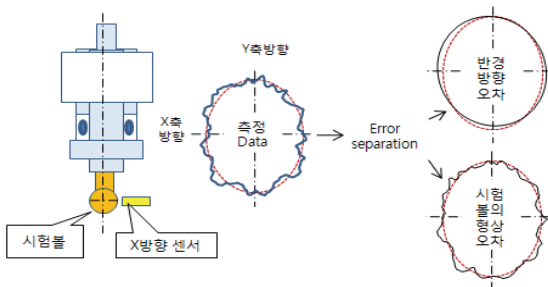 Y축방향
X축
방향
측정
Data
Error
separation
반경
방향
오차
시험
볼의
형상
오차
시험볼
X방향 센서